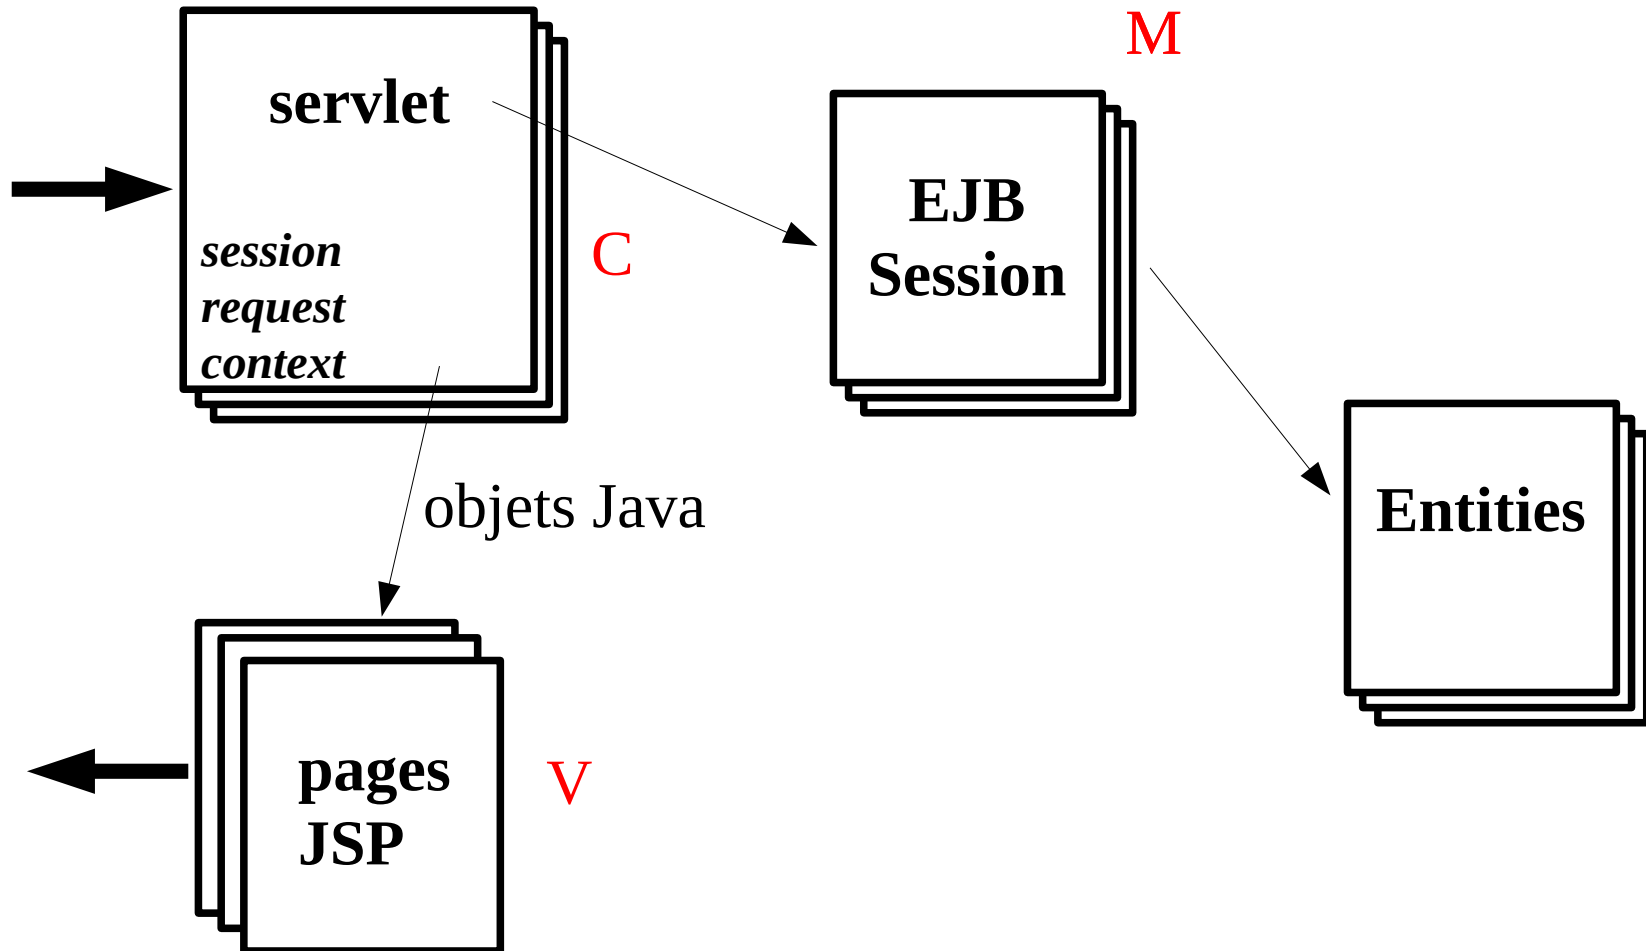 M
servlet
EJB
Session
C
session
request
context
objets Java
Entities
pages
JSP
V